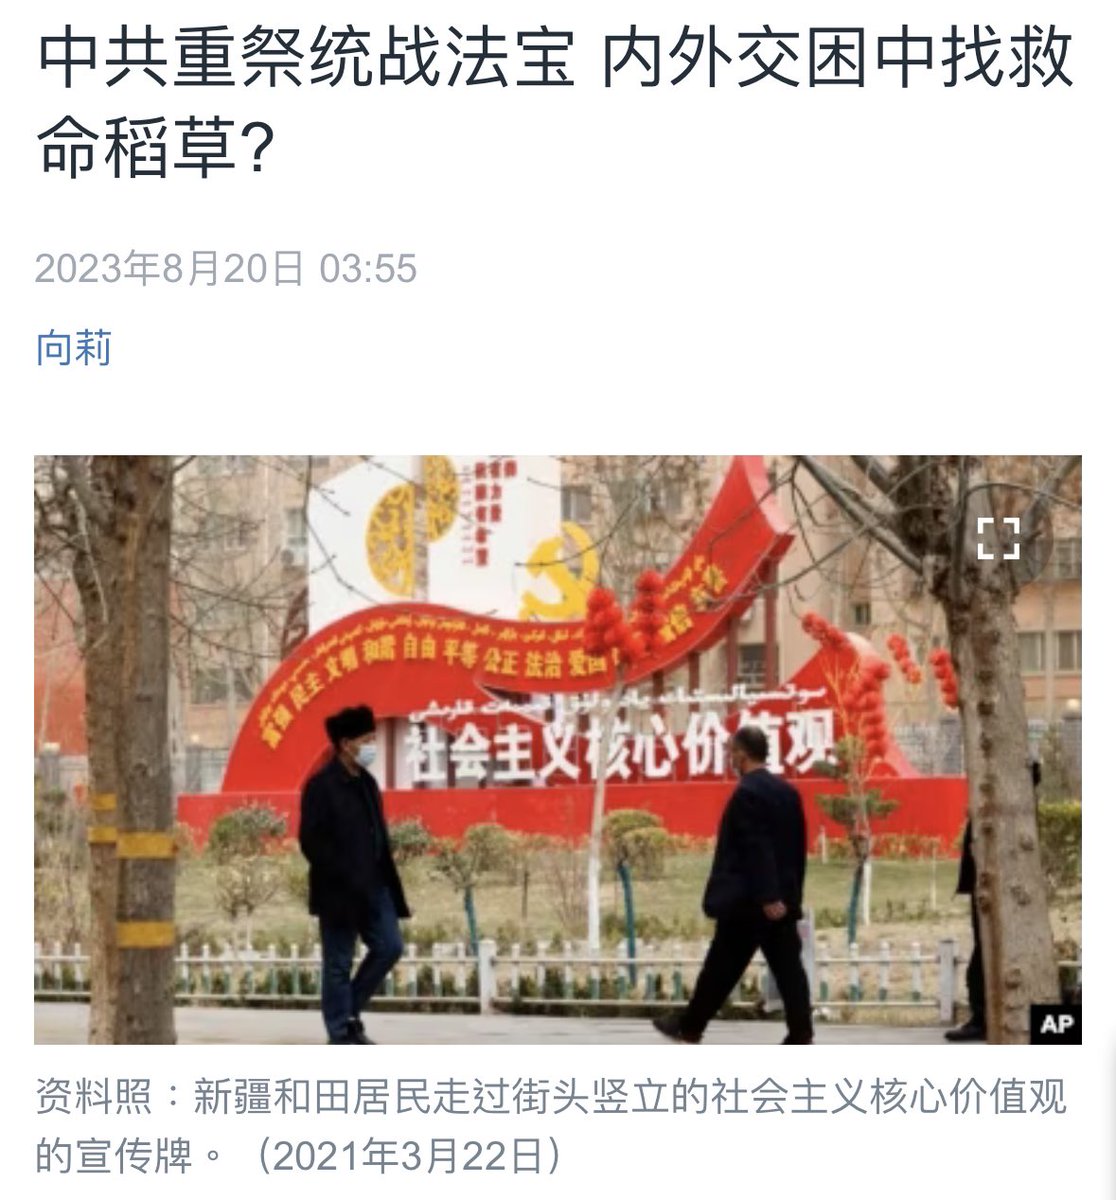 中共重祭统战法宝 内外交困中找救
命稻草?
2023年8月20日 03:55
向莉
富强 民主 文明 和谐 自由 平等 公正 法治 爱国
社会主义核心价值观
AP
资料照：新疆和田居民走过街头竖立的社会主义核心价值观
的宣传牌。（2021年3月22日）